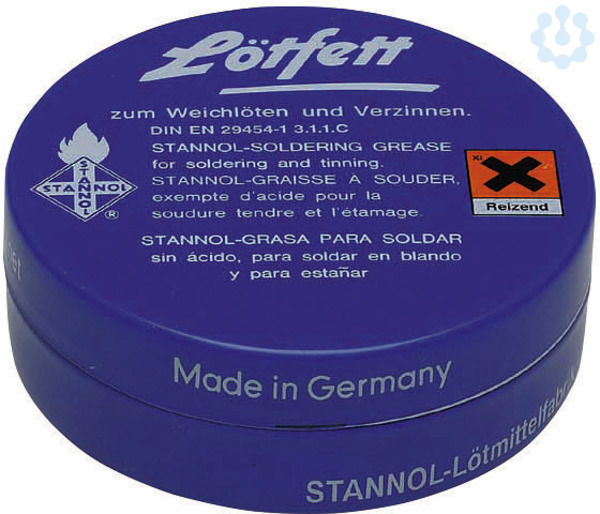 Lötfett
zum Weichlöten und Verzinnen.
DIN EN 29454-1 3.1.1.C
STANNOL-SOLDERING GREASE
for soldering and tinning.
STANNOL-GRAISSE À SOUDER,
exempte d'acide pour la
soudure tendre et l'étamage.
STANNOL-GRASA PARA SOLDAR
sin ácido, para soldar en blando
y para estañar
STANNOL
STANNOL
®
Xi
Reizend
Made in Germany
STANNOL-Lötmittelfabrik